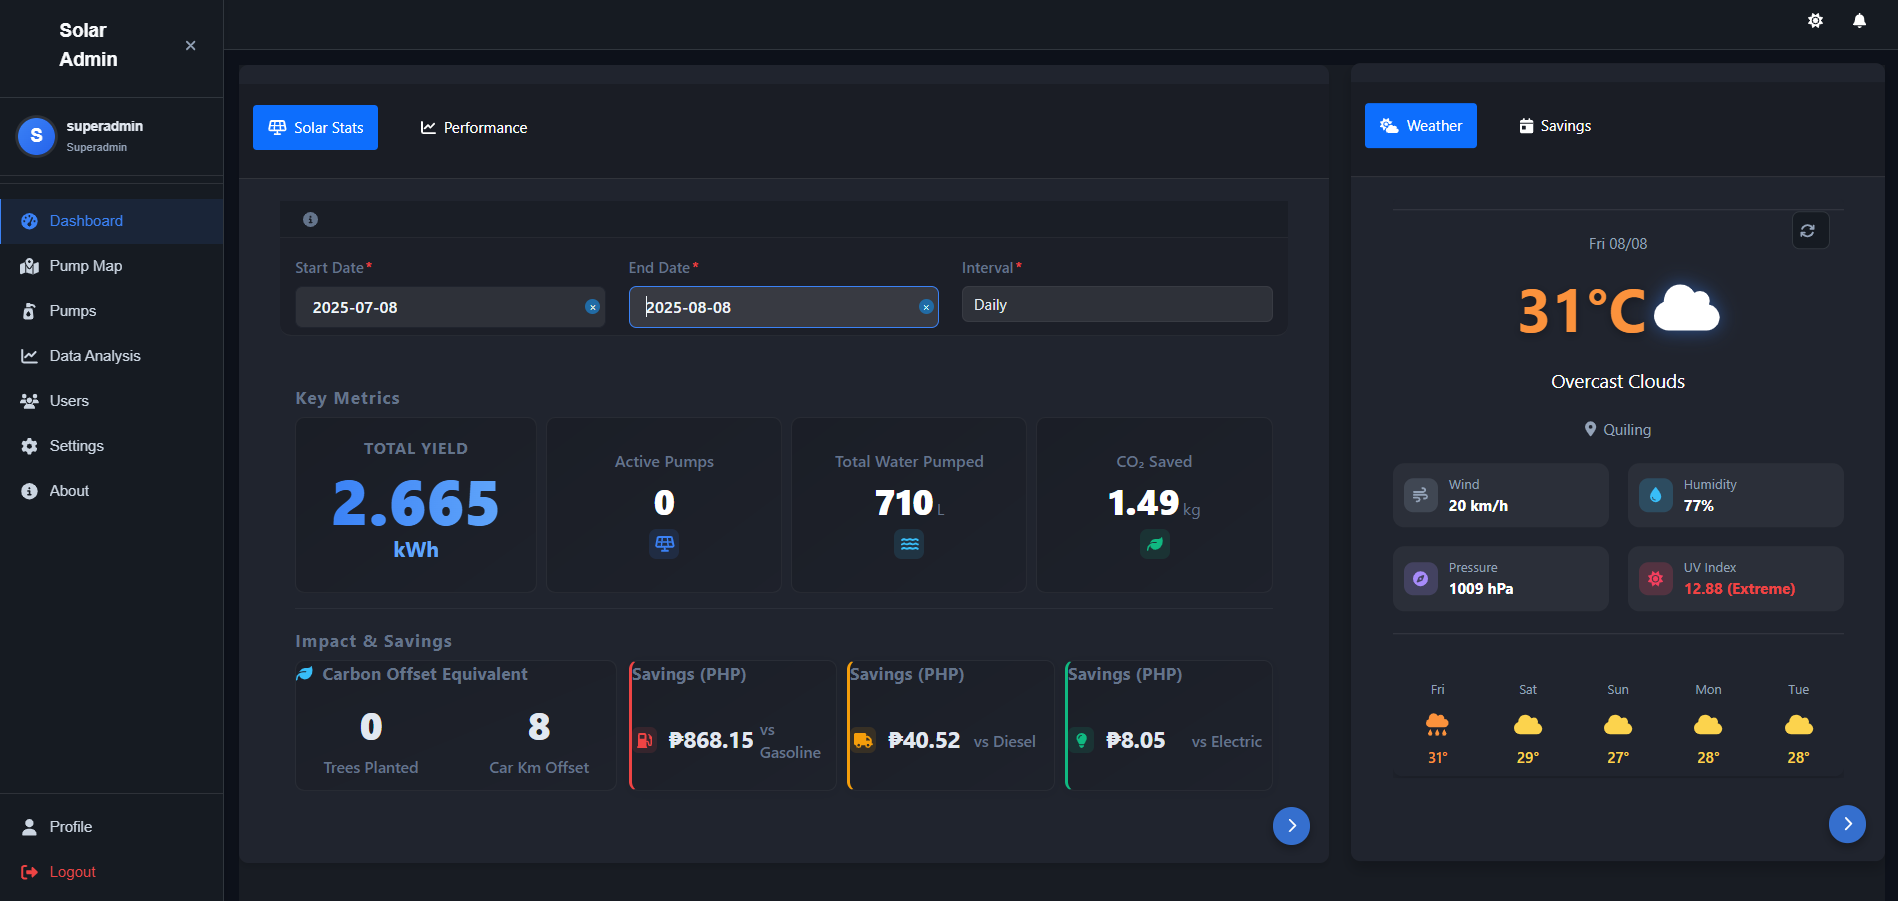 Solar
Admin
S
superadmin
Superadmin
Dashboard
Pump Map
Pumps
Data Analysis
Users
Settings
About
Profile
Logout
Solar Stats
Performance
Start Date*
End Date*
Interval*
2025-07-08
2025-08-08
Daily
Key Metrics
TOTAL YIELD
2.665
kWh
Active Pumps
0
Total Water Pumped
710 L
CO₂ Saved
1.49 kg
Impact & Savings
Carbon Offset Equivalent
0
Trees Planted
8
Car Km Offset
Savings (PHP)
₱868.15 vs
Gasoline
Savings (PHP)
₱40.52 vs Diesel
Savings (PHP)
₱8.05 vs Electric
Weather
Savings
Fri 08/08
31°C
Overcast Clouds
Quiling
Wind
20 km/h
Humidity
77%
Pressure
1009 hPa
UV Index
12.88 (Extreme)
Fri
Sat
Sun
Mon
Tue
31°
29°
27°
28°
28°